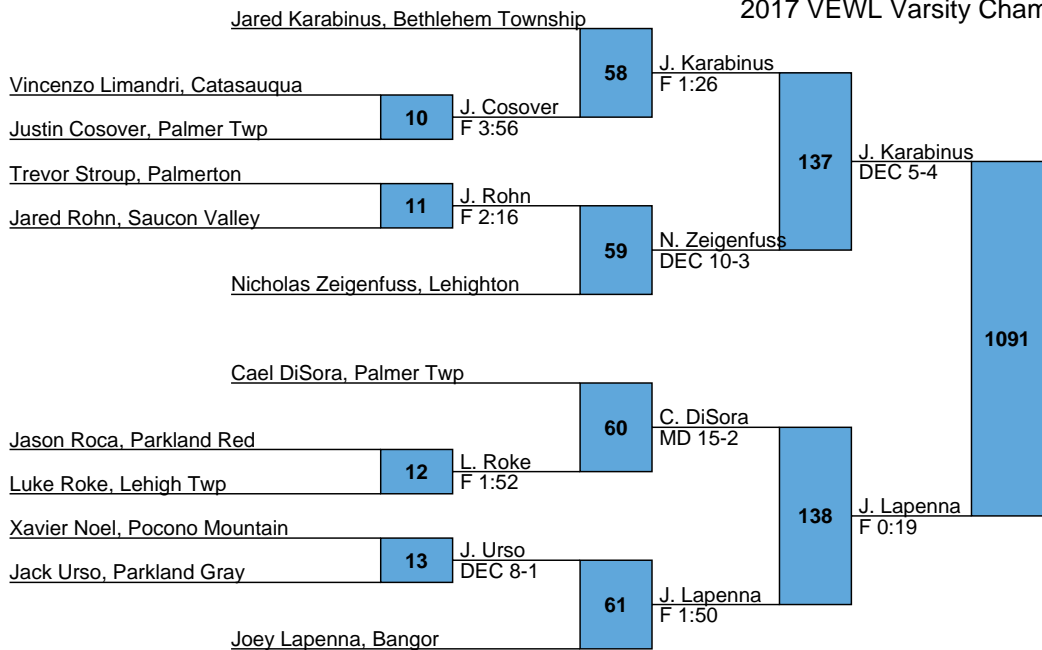 2017 VEWL Varsity Cham
Jared Karabinus, Bethlehem Township
58
J. Karabinus
F 1:26
Vincenzo Limandri, Catasauqua
10
J. Cosover
F 3:56
Justin Cosover, Palmer Twp
137
J. Karabinus
DEC 5-4
Trevor Stroup, Palmerton
11
J. Rohn
F 2:16
Jared Rohn, Saucon Valley
59
N. Zeigenfuss
DEC 10-3
Nicholas Zeigenfuss, Lehighton
1091
Cael DiSora, Palmer Twp
60
C. DiSora
MD 15-2
Jason Roca, Parkland Red
12
L. Roke
F 1:52
Luke Roke, Lehigh Twp
138
J. Lapenna
F 0:19
Xavier Noel, Pocono Mountain
13
J. Urso
DEC 8-1
Jack Urso, Parkland Gray
61
J. Lapenna
F 1:50
Joey Lapenna, Bangor